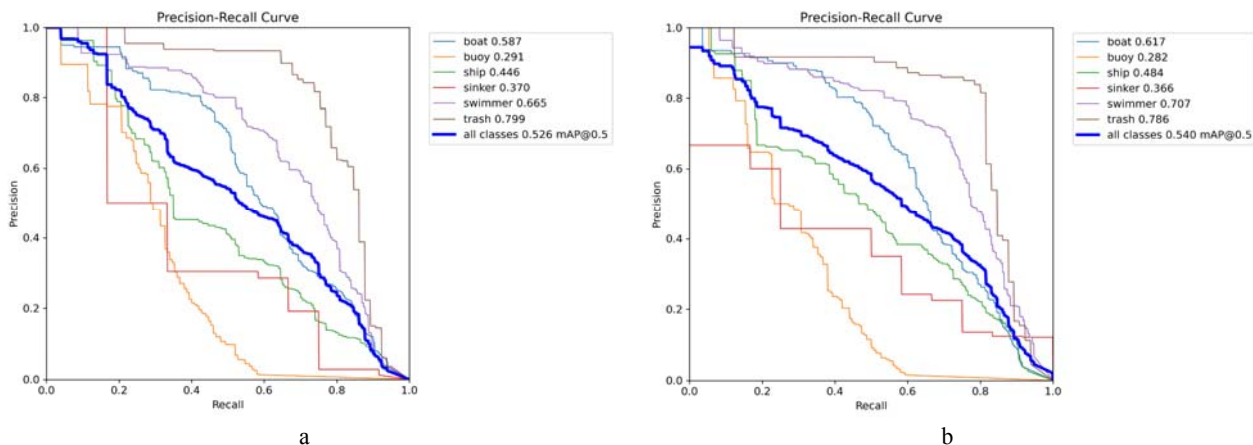 Precision-Recall Curve
1.0
0.8
0.6
0.4
0.2
0.0
Precision
0.0 0.2 0.4 0.6 0.8 1.0
Recall
boat 0.587
buoy 0.291
ship 0.446
sinker 0.370
swimmer 0.665
trash 0.799
all classes 0.526 mAP@0.5
a
Precision-Recall Curve
1.0
0.8
0.6
0.4
0.2
0.0
Precision
0.0 0.2 0.4 0.6 0.8 1.0
Recall
boat 0.617
buoy 0.282
ship 0.484
sinker 0.366
swimmer 0.707
trash 0.786
all classes 0.540 mAP@0.5
b